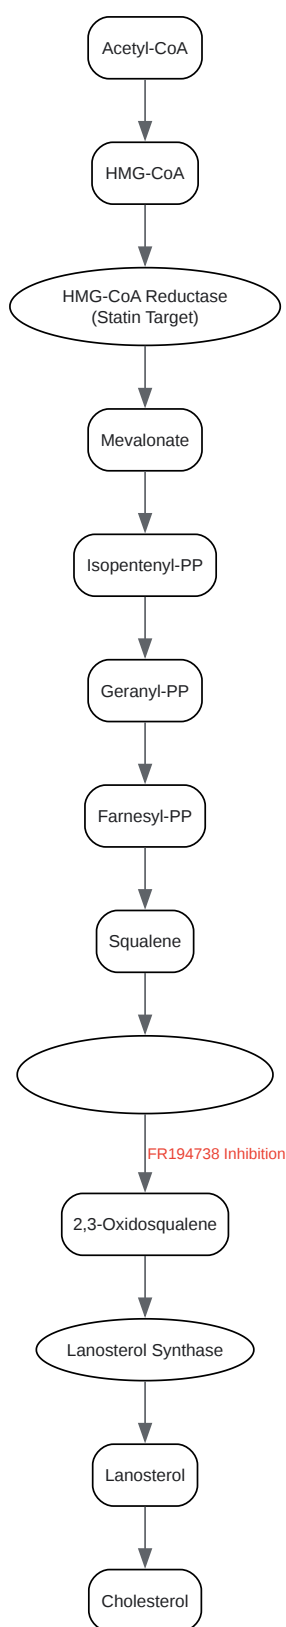 Acetyl-CoA
HMG-CoA
HMG-CoA Reductase
(Statin Target)
Mevalonate
Isopentenyl-PP
Geranyl-PP
Farnesyl-PP
Squalene
FR194738 Inhibition
2,3-Oxidosqualene
Lanosterol Synthase
Lanosterol
Cholesterol